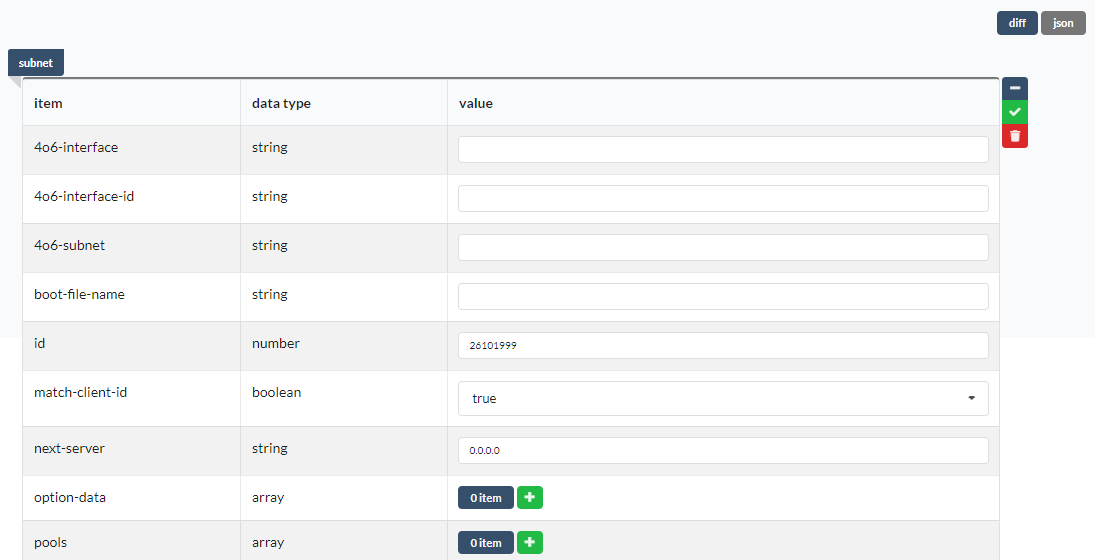 diff json
subnet
item data type value
4o6-interface string
4o6-interface-id string
4o6-subnet string
boot-file-name string
id number 26101999
match-client-id boolean true
next-server string 0.0.0.0
option-data array 0 item
pools array 0 item